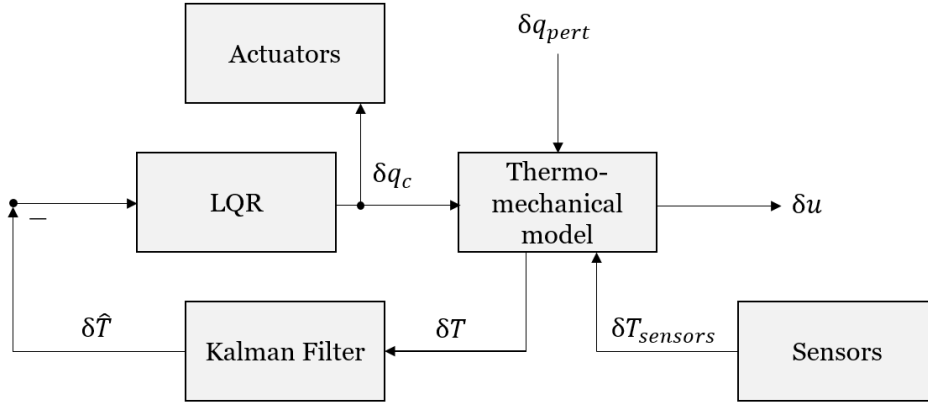 δq_pert
Actuators
δq_c
LQR
Thermo-
mechanical
model
δu
−
δT̂
Kalman Filter
δT
δT_sensors
Sensors